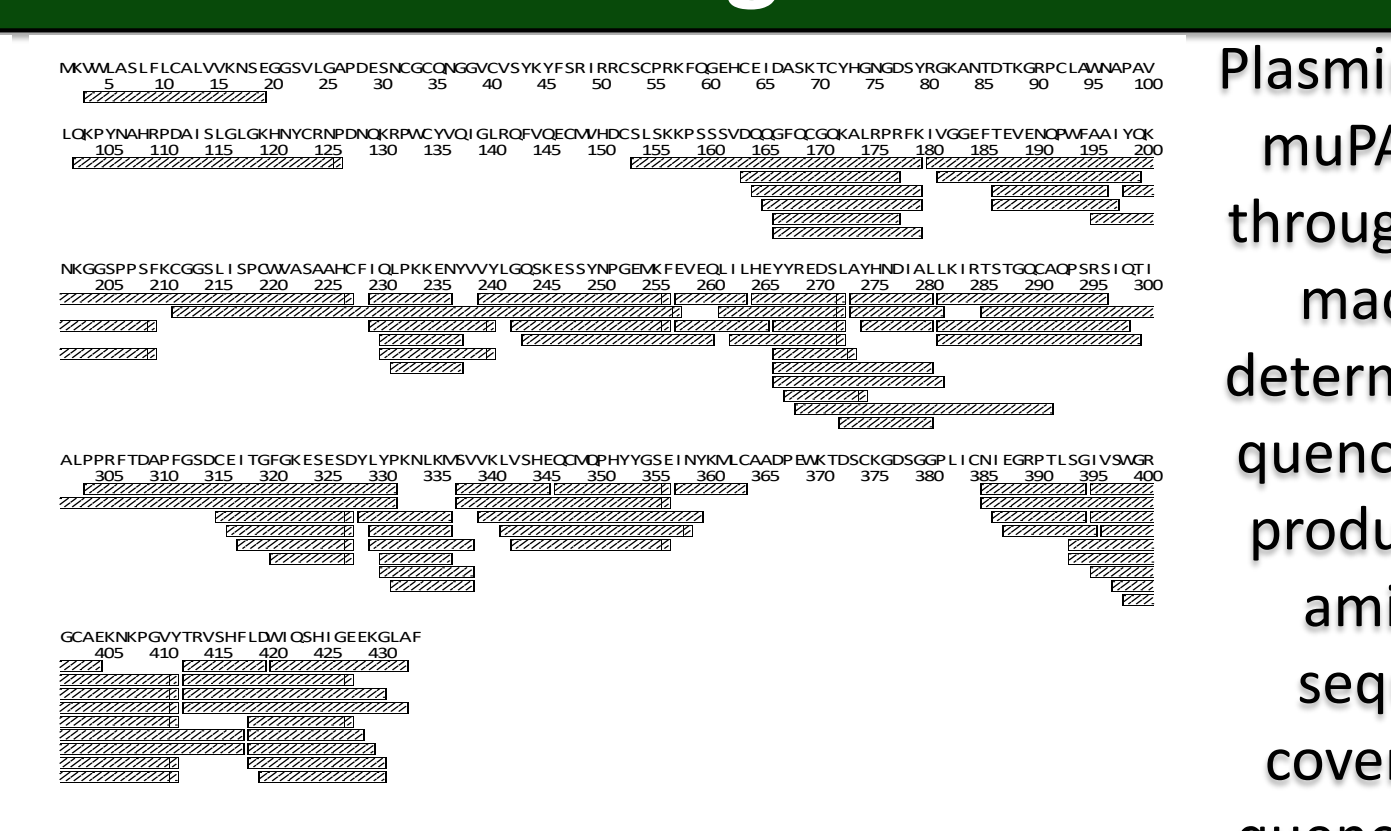 MKVWLASLFLCALVVKNSEGGSVLGAPDESNCGCQNGGVCVSYKYFSRIRRCSCPRKFQGEHCEIDASKTCYHGNGDSYRGKANTDTKGRPCLAWNAPAV
5 10 15 20 25 30 35 40 45 50 55 60 65 70 75 80 85 90 95 100
LQKPYNAHRPDAISLGLGKHNYCRNPDNQKRPWCYVQIGLRQFVQECMVHDCSLSKKPSSSVDQQGFQCGQKALRPRFKIVGGEFTEVENQPWFAAIYQK
105 110 115 120 125 130 135 140 145 150 155 160 165 170 175 180 185 190 195 200
NKGGSPPSFKCGGSLISPCWVASAAHCFIQLPKKENYVVYLGQSKESSYNPGEMKFEVEQLILHEYYREDSLAYHNDIALLKIRTSTGQCAQPSRSIQTI
205 210 215 220 225 230 235 240 245 250 255 260 265 270 275 280 285 290 295 300
ALPPRFTDAPFGSDCEITGFGKESESDYLYPKNLKMSVVKLVSHEQCMQPHYYGSEINYKMLCAADPEWKTDSCKGDSGGPLICNIEGRPTLSGIVSWGR
305 310 315 320 325 330 335 340 345 350 355 360 365 370 375 380 385 390 395 400
GCAEKNKPGVYTRVSHFLDWIQSHIGEEKGLAF
405 410 415 420 425 430
Plasmi
muPA
throug
mac
determ
quenc
produ
ami
seq
cover